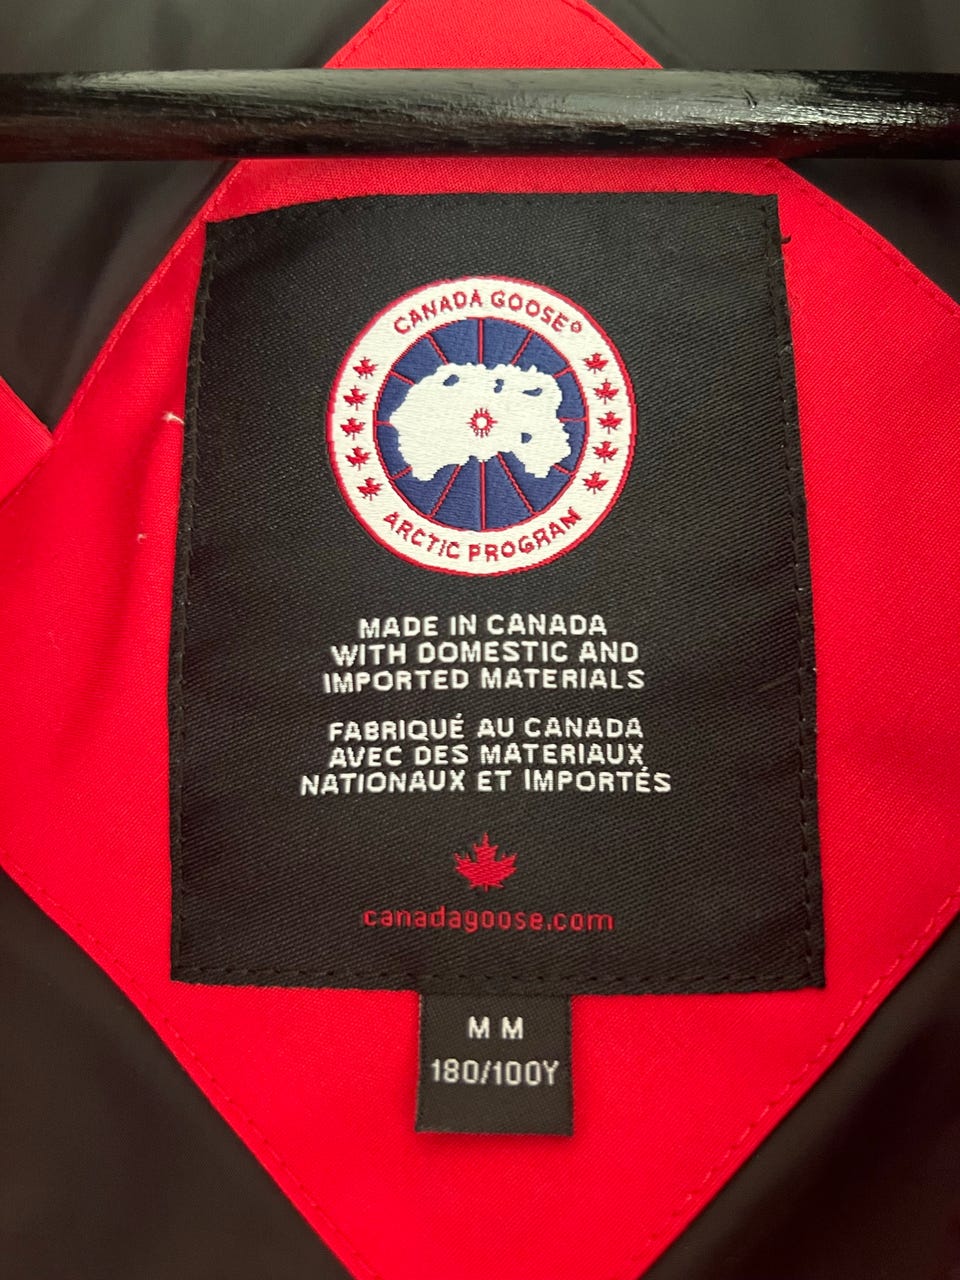 CANADA GOOSE®
ARCTIC PROGRAM
MADE IN CANADA
WITH DOMESTIC AND
IMPORTED MATERIALS
FABRIQUÉ AU CANADA
AVEC DES MATERIAUX
NATIONAUX ET IMPORTÉS
canadagoose.com
M M
180/100Y